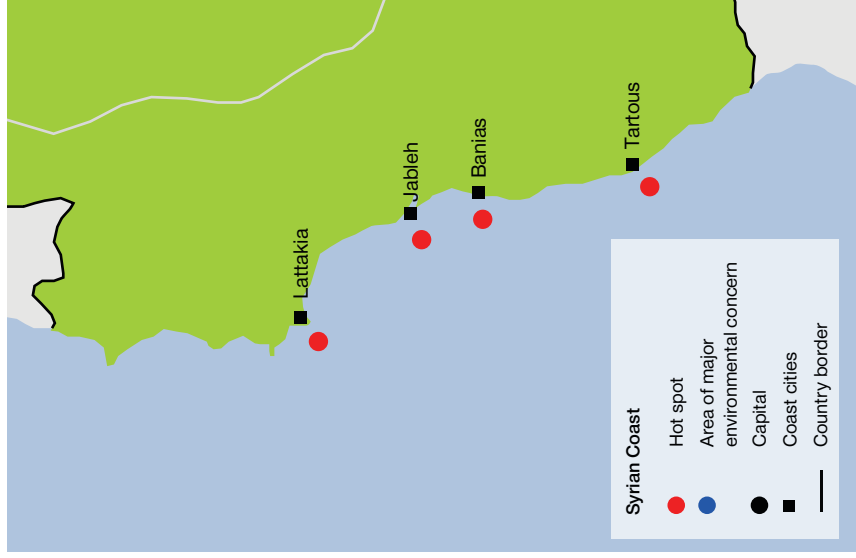 Lattakia
Jableh
Banias
Tartous
Syrian Coast
Hot spot
Area of major
environmental concern
Capital
Coast cities
Country border